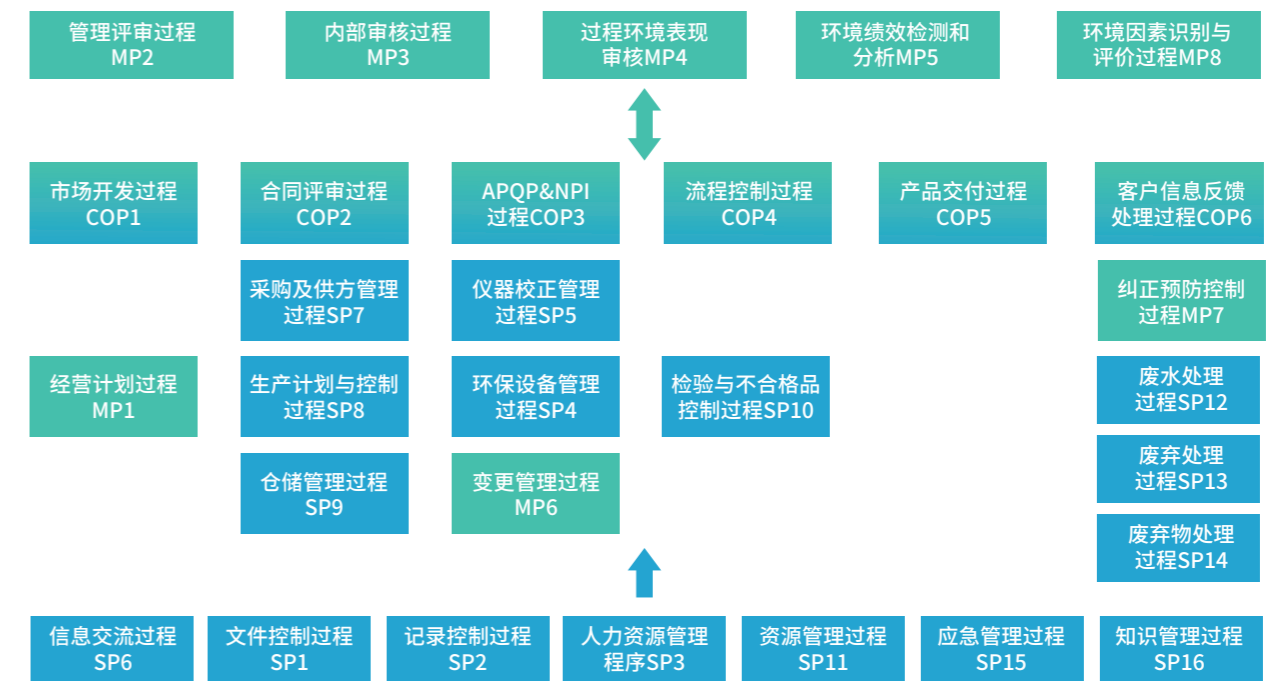 管理评审过程
MP2
内部审核过程
MP3
过程环境表现
审核MP4
环境绩效检测和
分析MP5
环境因素识别与
评价过程MP8
市场开发过程
COP1
合同评审过程
COP2
APQP&NPI
过程COP3
流程控制过程
COP4
产品交付过程
COP5
客户信息反馈
处理过程COP6
采购及供方管理
过程SP7
仪器校正管理
过程SP5
纠正预防控制
过程MP7
经营计划过程
MP1
生产计划与控制
过程SP8
环保设备管理
过程SP4
检验与不合格品
控制过程SP10
废水处理
过程SP12
废弃处理
过程SP13
仓储管理过程
SP9
变更管理过程
MP6
废弃物处理
过程SP14
信息交流过程
SP6
文件控制过程
SP1
记录控制过程
SP2
人力资源管理
程序SP3
资源管理过程
SP11
应急管理过程
SP15
知识管理过程
SP16